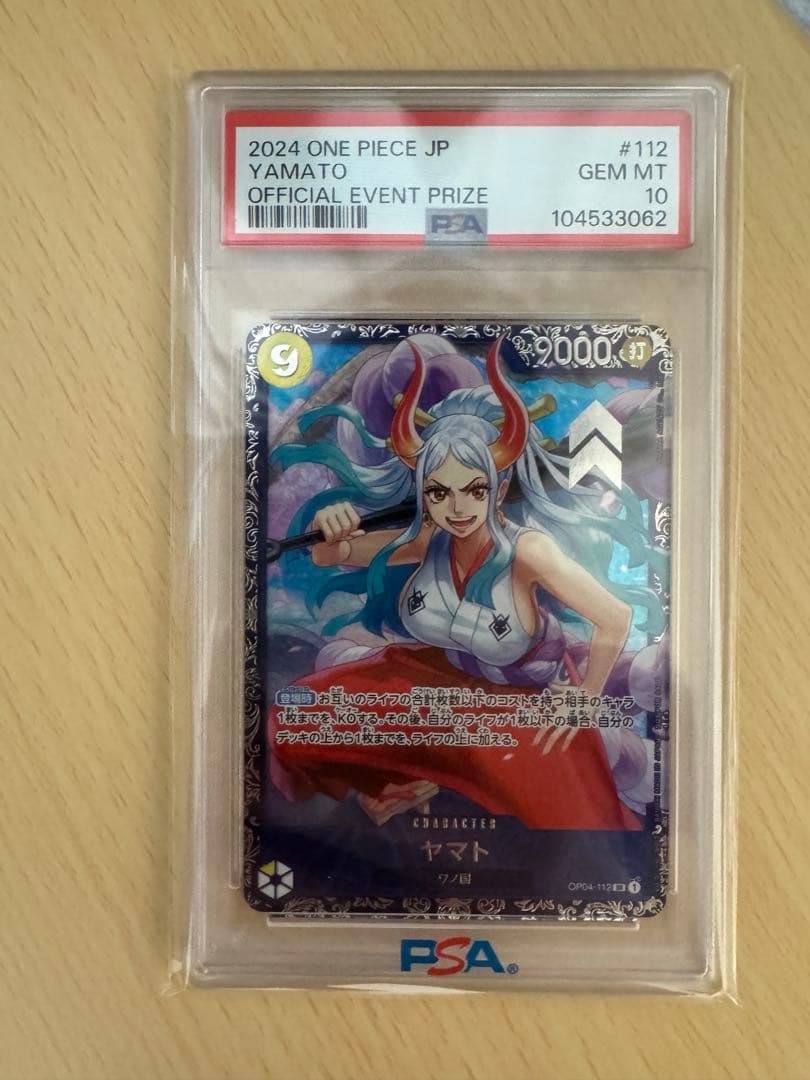 2024 ONE PIECE JP #112
YAMATO GEM MT
OFFICIAL EVENT PRIZE 10
PSA 104533062
9 9000 打
登場時 お互いのライフの合計枚数以下のコストを持つ相手のキャラ
1枚までを、KOする。その後、自分のライフが1枚以下の場合、自分の
デッキの上から1枚までを、ライフの上に加える。
CHARACTER
ヤマト
ワノ国
OP04-112 SR 1
PSA®